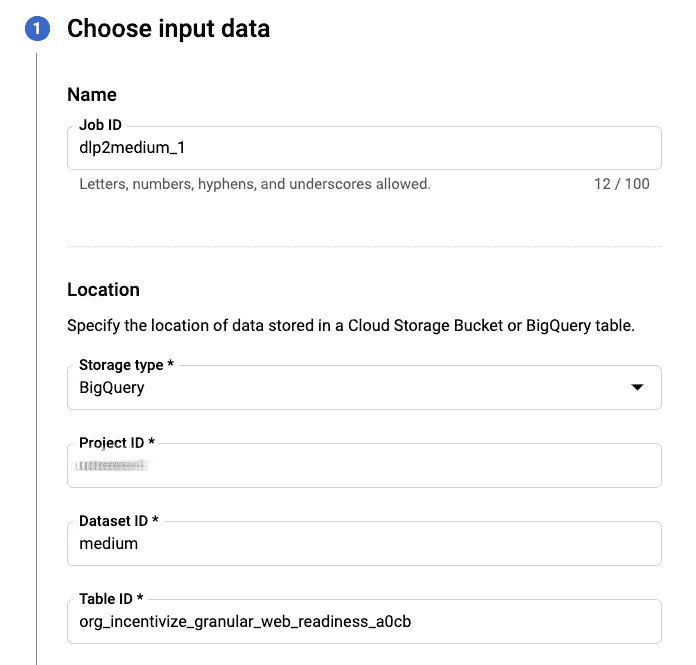 1 Choose input data
Name
Job ID
dlp2medium_1
Letters, numbers, hyphens, and underscores allowed. 12 / 100
Location
Specify the location of data stored in a Cloud Storage Bucket or BigQuery table.
Storage type *
BigQuery
Project ID *
Dataset ID *
medium
Table ID *
org_incentivize_granular_web_readiness_a0cb